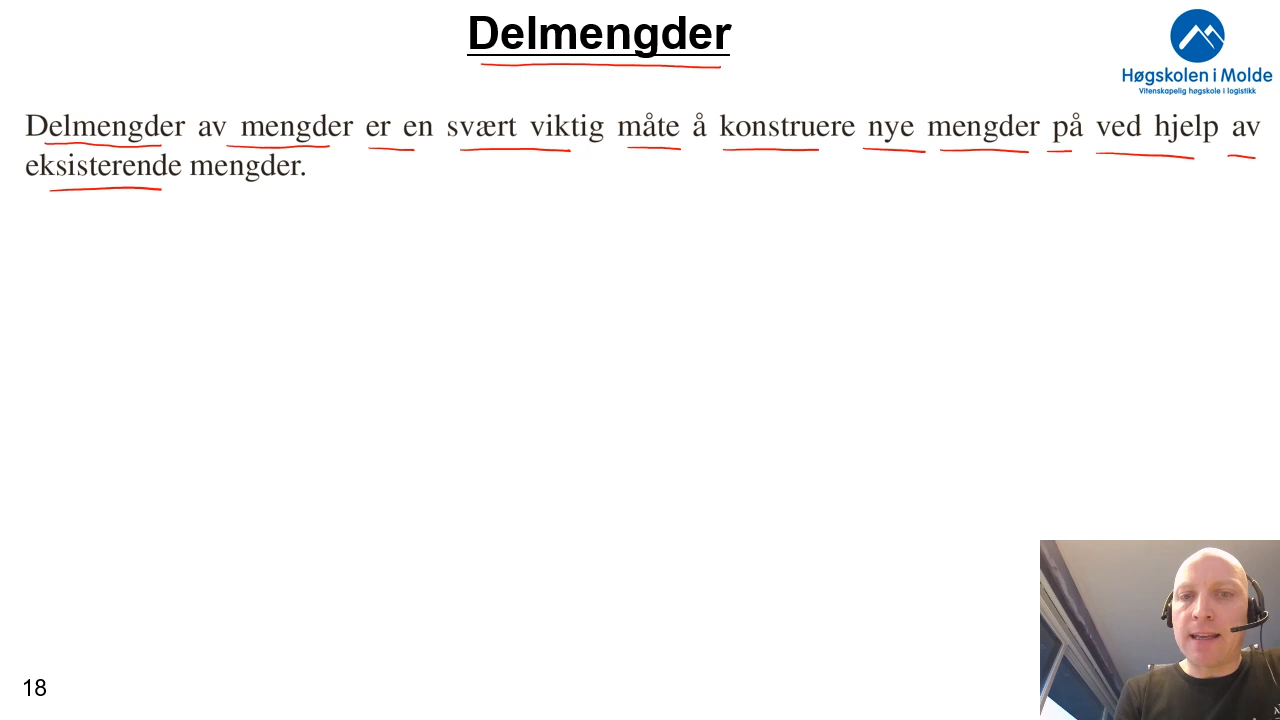 Delmengder
Høgskolen i Molde
Vitenskapelig høgskole i logistikk
Delmengder av mengder er en svært viktig måte å konstruere nye mengder på ved hjelp av
eksisterende mengder.
18